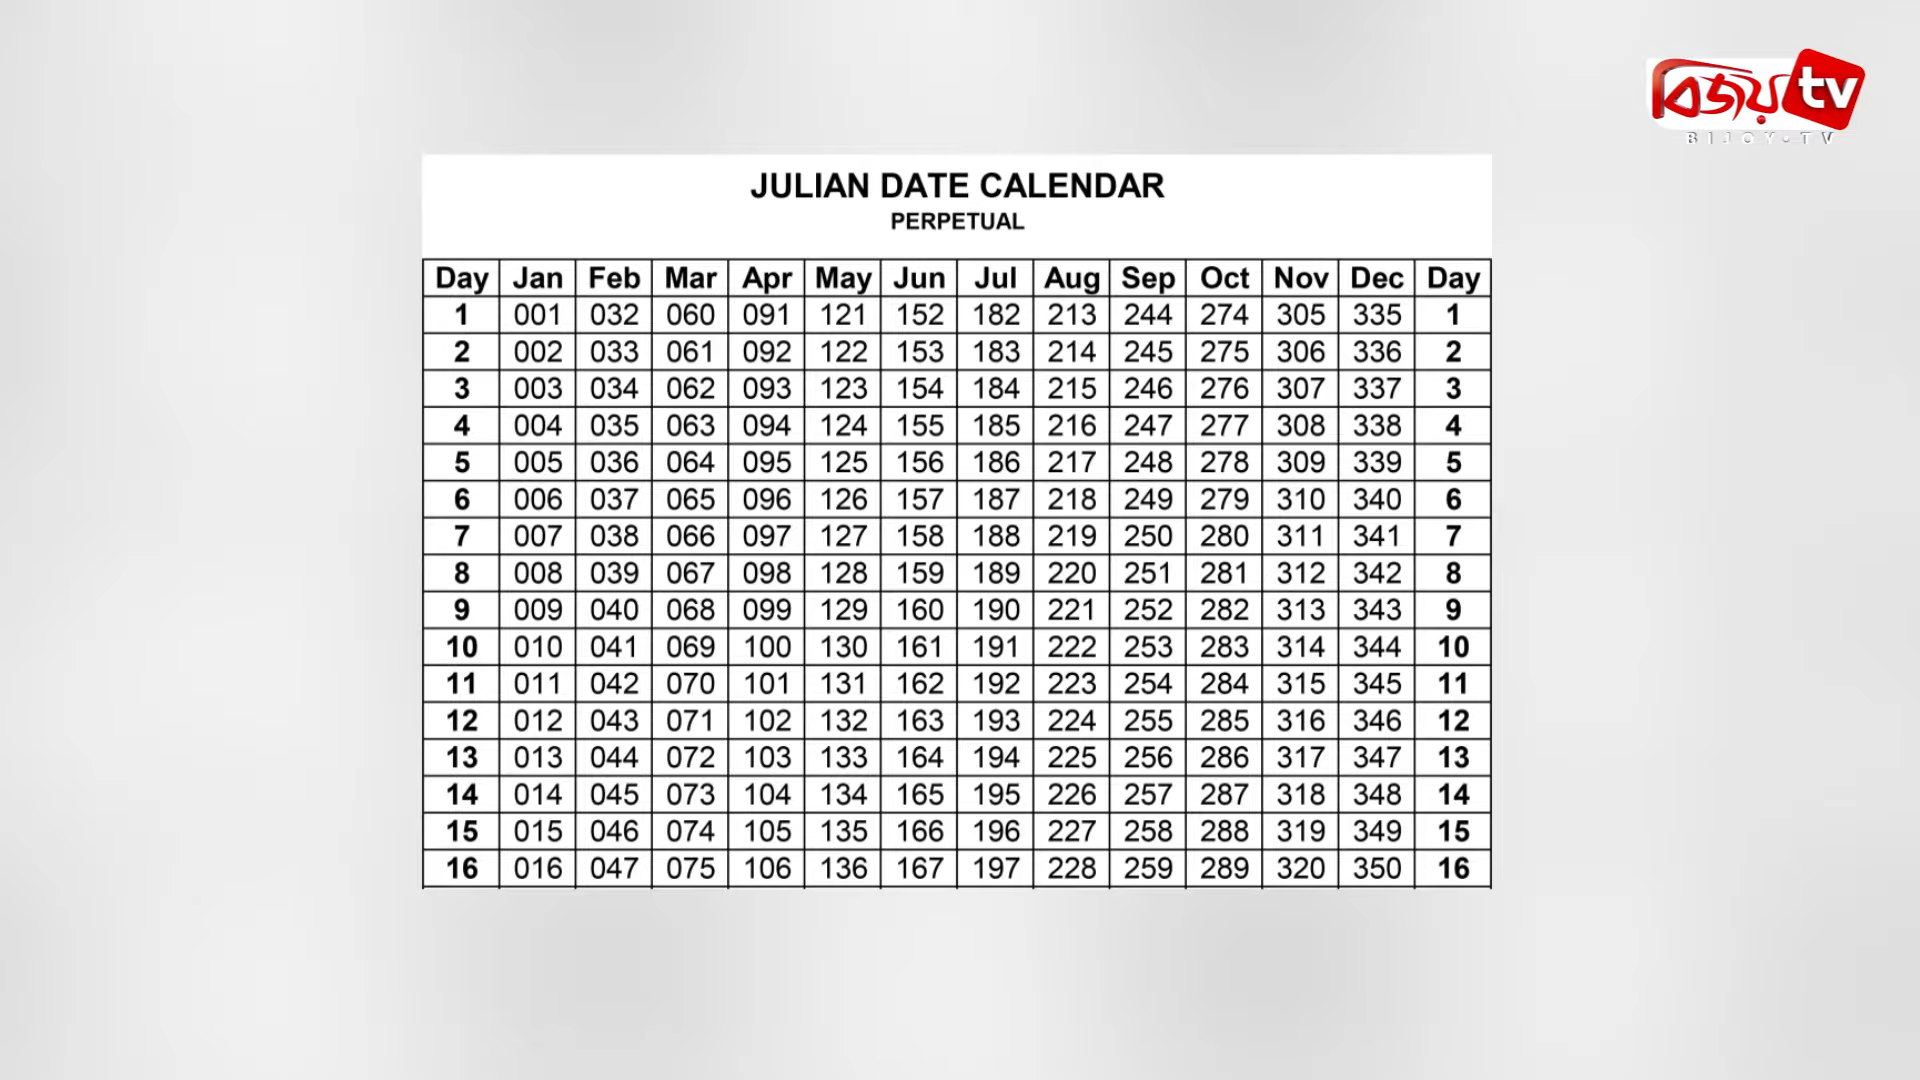 বিজয় tv
BIJOY.TV
JULIAN DATE CALENDAR
PERPETUAL
Day Jan Feb Mar Apr May Jun Jul Aug Sep Oct Nov Dec Day
1 001 032 060 091 121 152 182 213 244 274 305 335 1
2 002 033 061 092 122 153 183 214 245 275 306 336 2
3 003 034 062 093 123 154 184 215 246 276 307 337 3
4 004 035 063 094 124 155 185 216 247 277 308 338 4
5 005 036 064 095 125 156 186 217 248 278 309 339 5
6 006 037 065 096 126 157 187 218 249 279 310 340 6
7 007 038 066 097 127 158 188 219 250 280 311 341 7
8 008 039 067 098 128 159 189 220 251 281 312 342 8
9 009 040 068 099 129 160 190 221 252 282 313 343 9
10 010 041 069 100 130 161 191 222 253 283 314 344 10
11 011 042 070 101 131 162 192 223 254 284 315 345 11
12 012 043 071 102 132 163 193 224 255 285 316 346 12
13 013 044 072 103 133 164 194 225 256 286 317 347 13
14 014 045 073 104 134 165 195 226 257 287 318 348 14
15 015 046 074 105 135 166 196 227 258 288 319 349 15
16 016 047 075 106 136 167 197 228 259 289 320 350 16